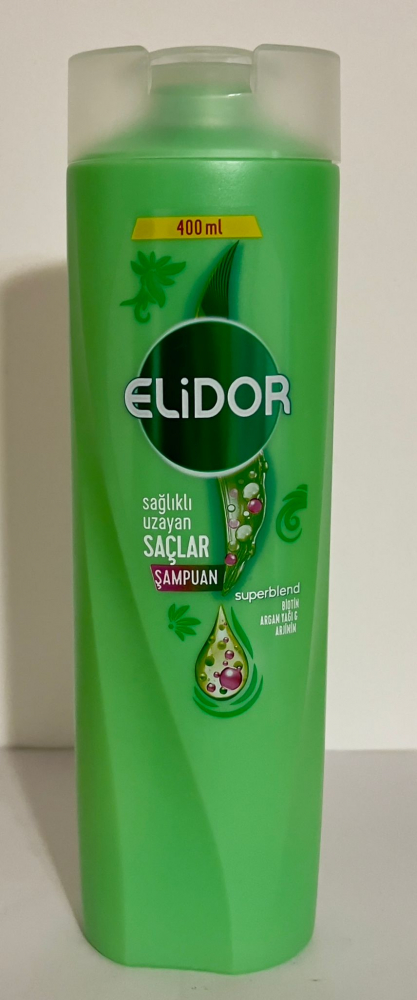 400 ml
ELiDOR
sağlıklı
uzayan
SAÇLAR
ŞAMPUAN
superblend
BİOTİN
ARGAN YAĞI &
ARJİNİN